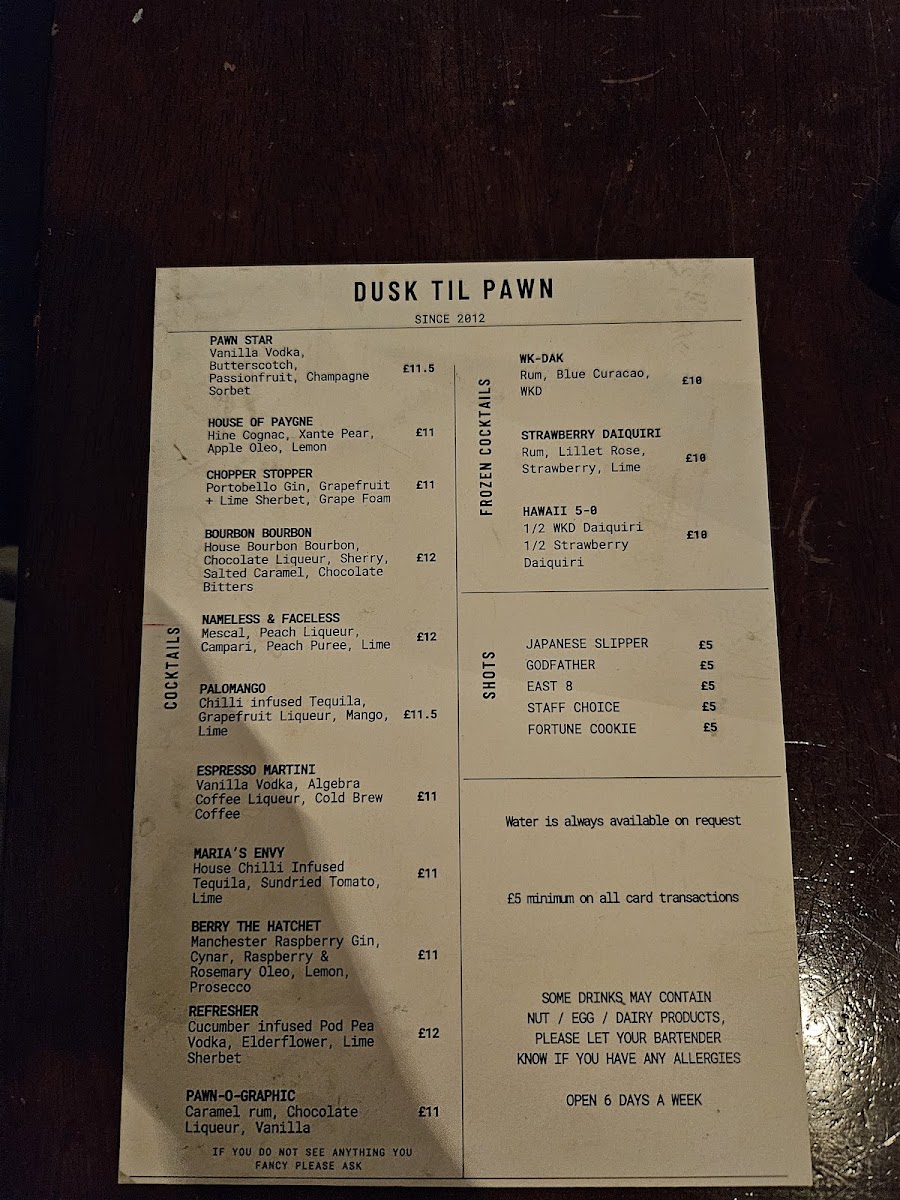 DUSK TIL PAWN
SINCE 2012
COCKTAILS
PAWN STAR
Vanilla Vodka,
Butterscotch,
Passionfruit, Champagne
Sorbet
£11.5
HOUSE OF PAYGNE
Hine Cognac, Xante Pear,
Apple Oleo, Lemon
£11
CHOPPER STOPPER
Portobello Gin, Grapefruit
+ Lime Sherbet, Grape Foam
£11
BOURBON BOURBON
House Bourbon Bourbon,
Chocolate Liqueur, Sherry,
Salted Caramel, Chocolate
Bitters
£12
NAMELESS & FACELESS
Mescal, Peach Liqueur,
Campari, Peach Puree, Lime
£12
PALOMANGO
Chilli infused Tequila,
Grapefruit Liqueur, Mango,
Lime
£11.5
ESPRESSO MARTINI
Vanilla Vodka, Algebra
Coffee Liqueur, Cold Brew
Coffee
£11
MARIA'S ENVY
House Chilli Infused
Tequila, Sundried Tomato,
Lime
£11
BERRY THE HATCHET
Manchester Raspberry Gin,
Cynar, Raspberry &
Rosemary Oleo, Lemon,
Prosecco
£11
REFRESHER
Cucumber infused Pod Pea
Vodka, Elderflower, Lime
Sherbet
£12
PAWN-O-GRAPHIC
Caramel rum, Chocolate
Liqueur, Vanilla
£11
IF YOU DO NOT SEE ANYTHING YOU
FANCY PLEASE ASK
FROZEN COCKTAILS
WK-DAK
Rum, Blue Curacao,
WKD
£10
STRAWBERRY DAIQUIRI
Rum, Lillet Rose,
Strawberry, Lime
£10
HAWAII 5-0
1/2 WKD Daiquiri
1/2 Strawberry
Daiquiri
£10
SHOTS
JAPANESE SLIPPER £5
GODFATHER £5
EAST 8 £5
STAFF CHOICE £5
FORTUNE COOKIE £5
Water is always available on request
£5 minimum on all card transactions
SOME DRINKS MAY CONTAIN
NUT / EGG / DAIRY PRODUCTS,
PLEASE LET YOUR BARTENDER
KNOW IF YOU HAVE ANY ALLERGIES
OPEN 6 DAYS A WEEK